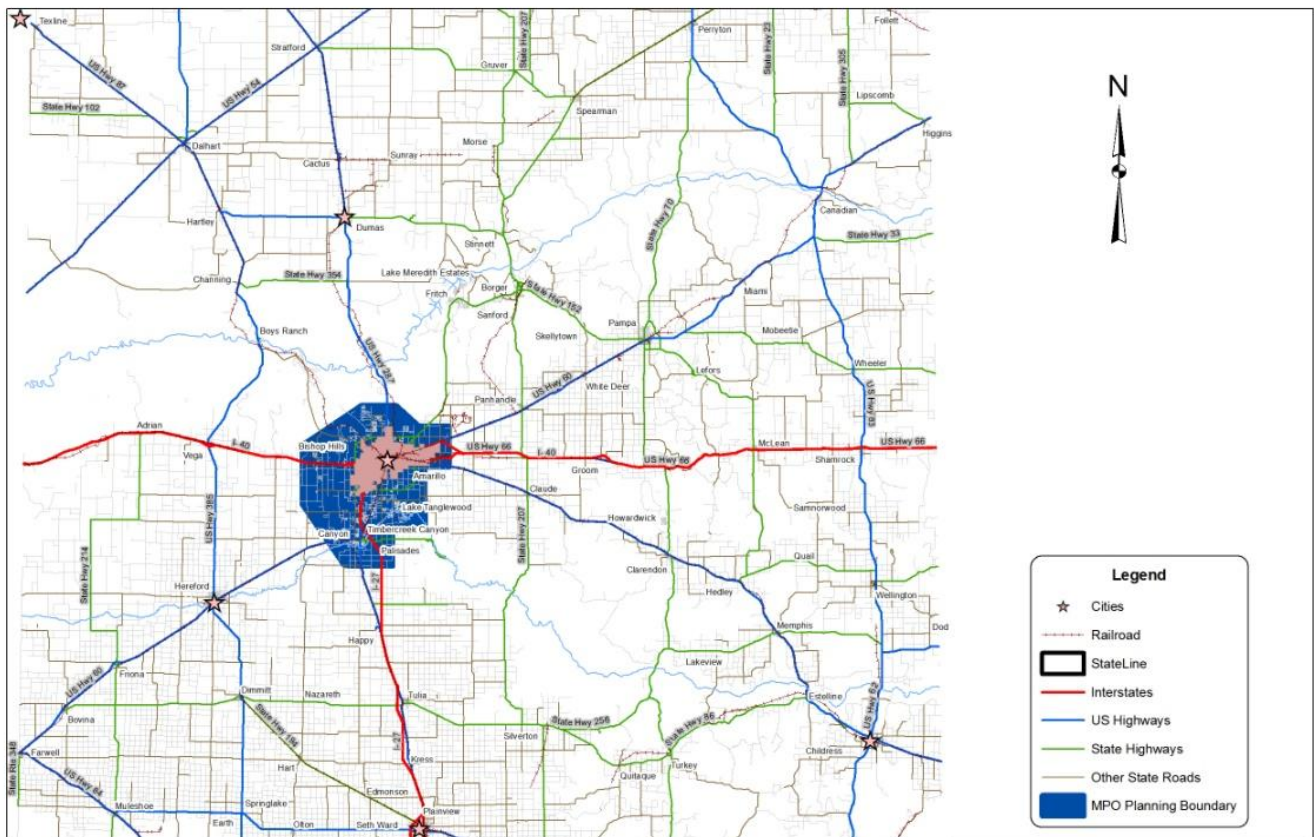 Texline
State Hwy 207
Perryton
State Hwy 23
Follett
Stratford
US Hwy 87
US Hwy 54
Gruver
State Hwy 305
State Hwy 102
Spearman
Lipscomb
Higgins
Dalhart
Morse
Cactus
Sunray
Canadian
Hartley
Dumas
State Hwy 70
State Hwy 33
Stinnett
Channing
State Hwy 354
Lake Meredith Estates
Fritch
Borger
State Hwy 152
Miami
Sanford
Boys Ranch
Skellytown
Pampa
Mobeetie
US Hwy 287
Wheeler
Lefors
US Hwy 60
White Deer
Panhandle
US Hwy 83
Adrian
I- 40
Vega
Bishop Hills
US Hwy 66
I- 40
Groom
US Hwy 66
McLean
Shamrock
US Hwy 66
Amarillo
Claude
Lake Tanglewood
Howardwick
Samnorwood
US Hwy 385
Canyon
Timbercreek Canyon
Palisades
State Hwy 207
State Hwy 214
Hereford
I- 27
Clarendon
Quail
Hedley
Wellington
Happy
Memphis
Dod
Lakeview
US Hwy 60
Friona
Dimmitt
Nazareth
Tulia
Estelline
US Hwy 62
Bovina
State Hwy 194
Silverton
State Hwy 256
State Hwy 86
State Rte 348
Farwell
US Hwy 84
Hart
I- 27
Kress
Quitaque
Turkey
Childress
Edmonson
Muleshoe
Springlake
Earth
Olton
Seth Ward
Plainview
N
Legend
Cities
Railroad
StateLine
Interstates
US Highways
State Highways
Other State Roads
MPO Planning Boundary